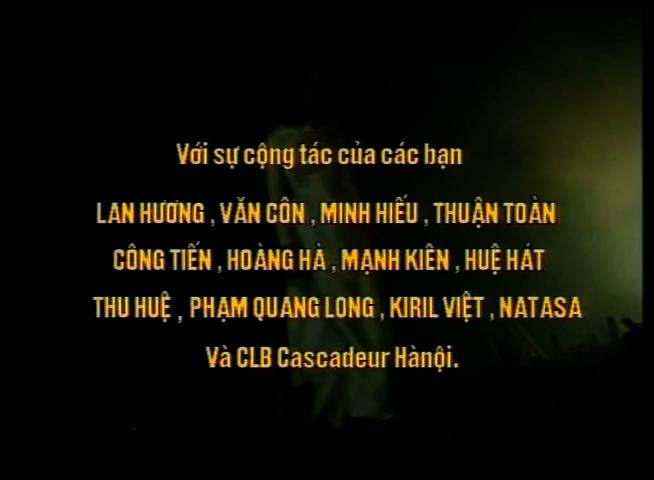 Với sự cộng tác của các bạn
LAN HƯƠNG , VĂN CÔN , MINH HIẾU , THUẬN TOÀN
CÔNG TIẾN , HOÀNG HÀ , MẠNH KIÊN , HUỆ HÁT
THU HUỆ , PHẠM QUANG LONG , KIRIL VIỆT , NATASA
Và CLB Cascadeur Hànội.